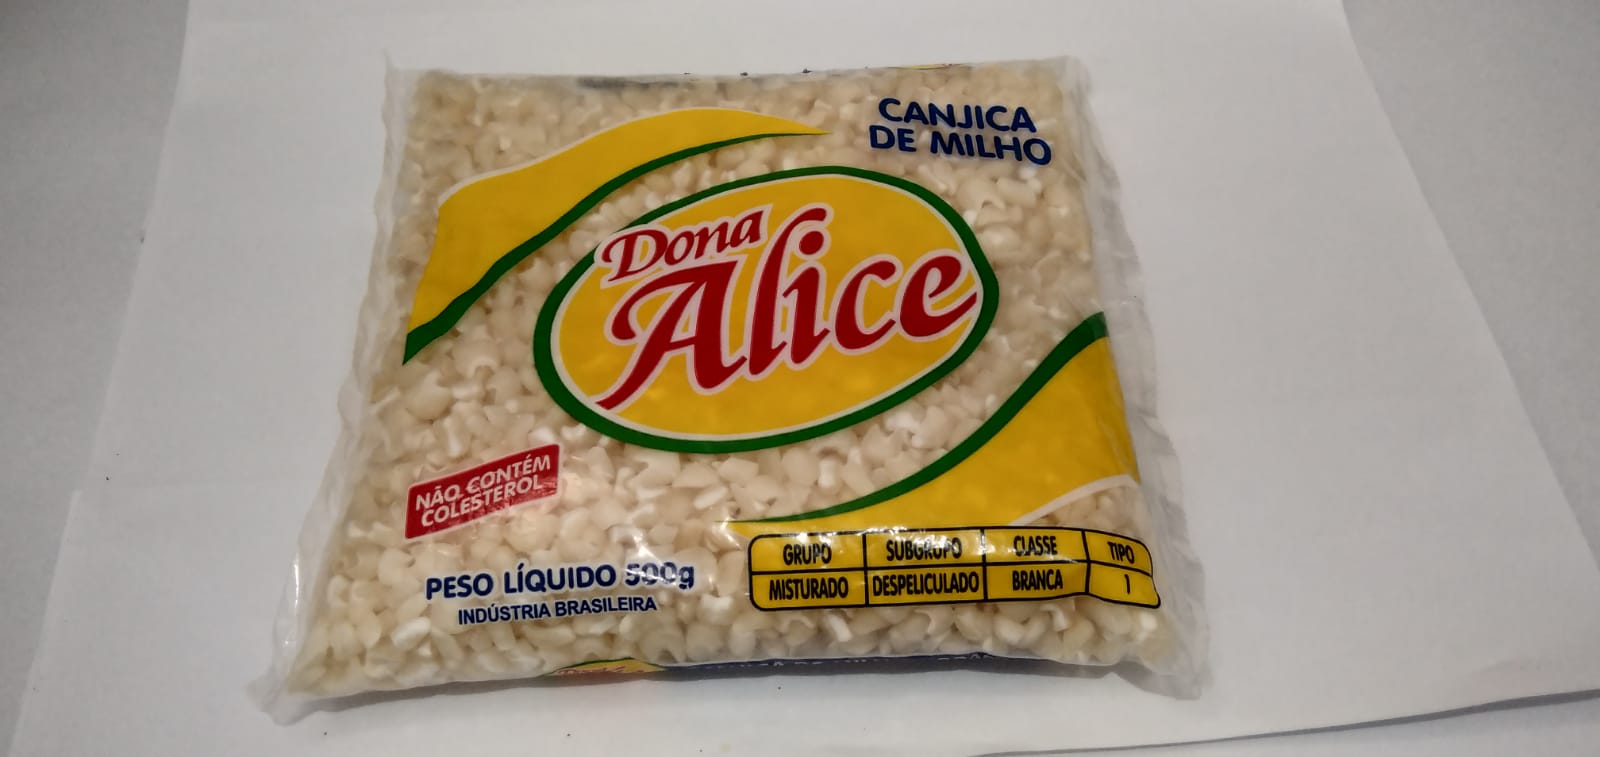 CANJICA
DE MILHO
Dona
Alice
NÃO CONTÉM
COLESTEROL
PESO LÍQUIDO 500g
INDÚSTRIA BRASILEIRA
GRUPO SUBGRUPO CLASSE TIPO
MISTURADO DESPELICULADO BRANCA 1